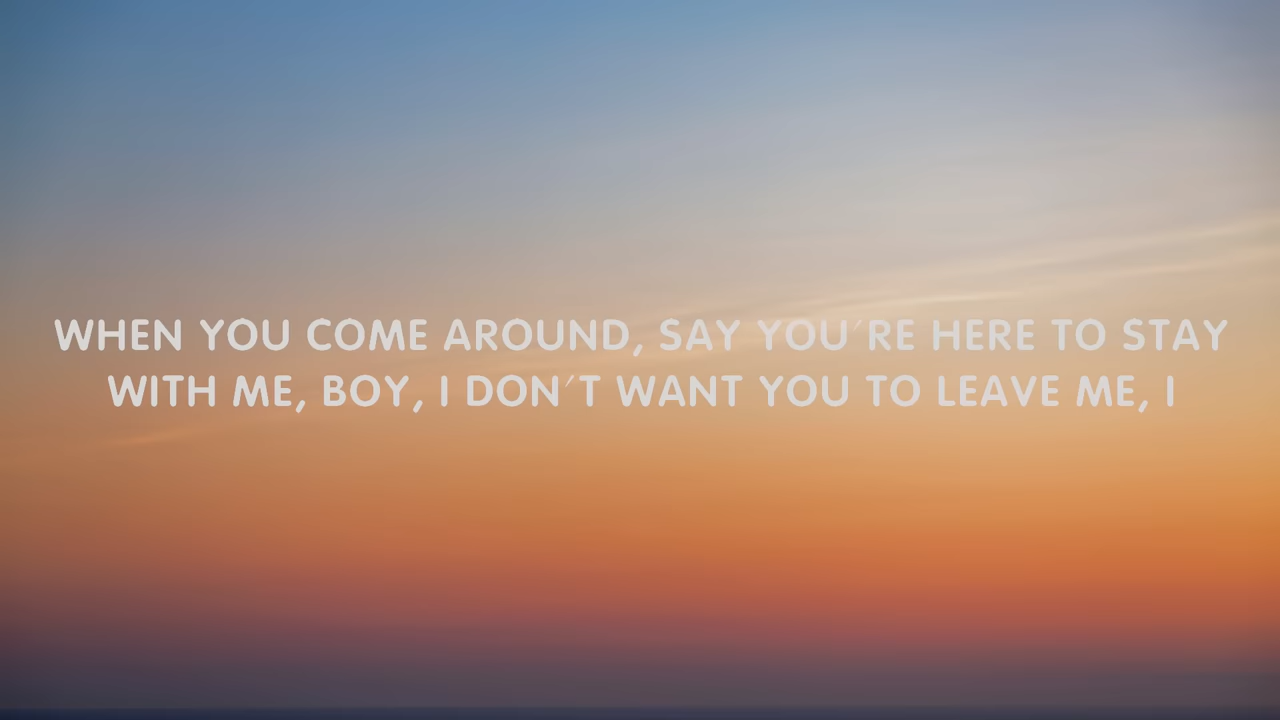 WHEN YOU COME AROUND, SAY YOU´RE HERE TO STAY
WITH ME, BOY, I DON´T WANT YOU TO LEAVE ME, I